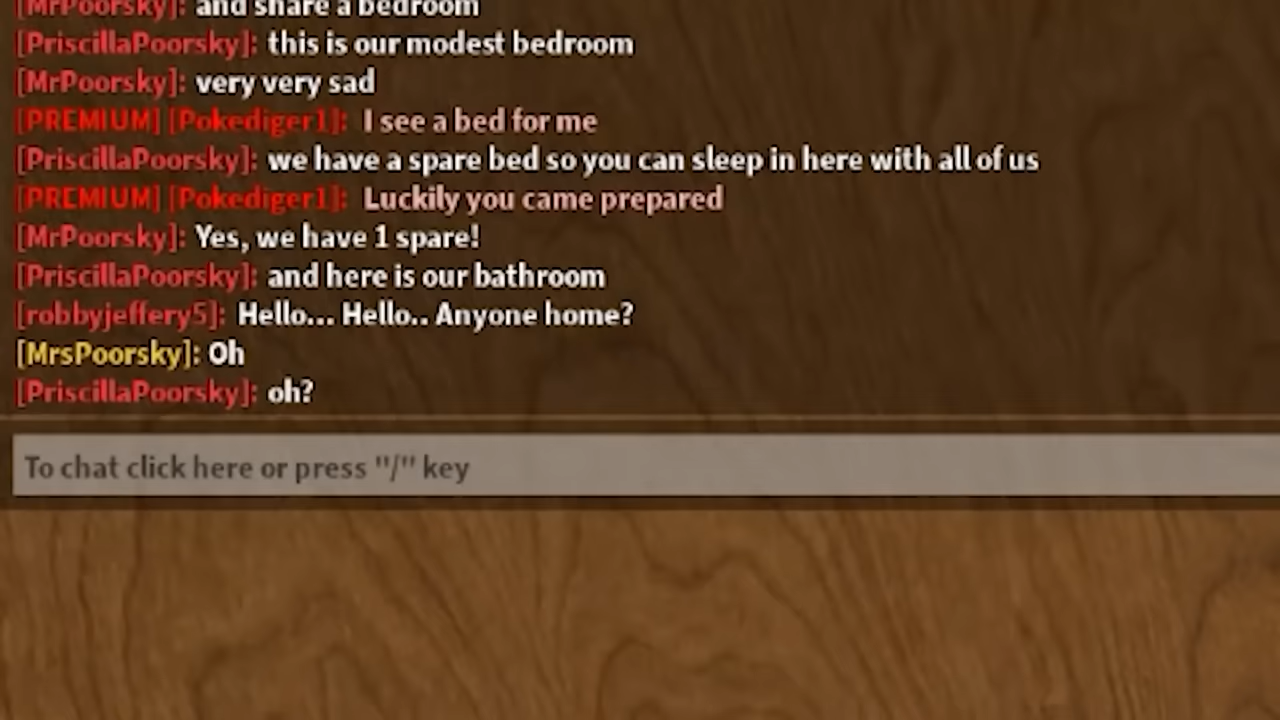 [MrPoorsky]: and share a bedroom
[PriscillaPoorsky]: this is our modest bedroom
[MrPoorsky]: very very sad
[PREMIUM] [Pokediger1]: I see a bed for me
[PriscillaPoorsky]: we have a spare bed so you can sleep in here with all of us
[PREMIUM] [Pokediger1]: Luckily you came prepared
[MrPoorsky]: Yes, we have 1 spare!
[PriscillaPoorsky]: and here is our bathroom
[robbyjeffery5]: Hello... Hello.. Anyone home?
[MrsPoorsky]: Oh
[PriscillaPoorsky]: oh?
To chat click here or press "/" key